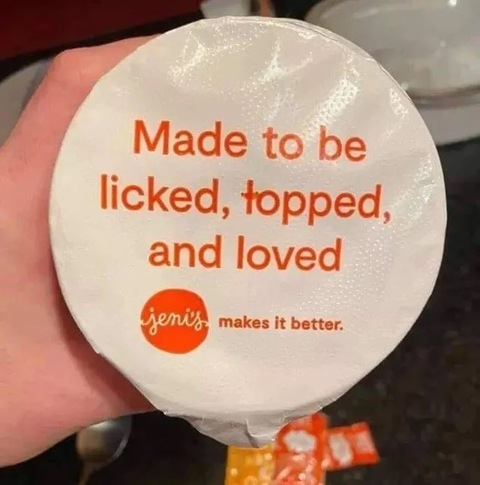 Made to be
licked, topped,
and loved
jeni's makes it better.